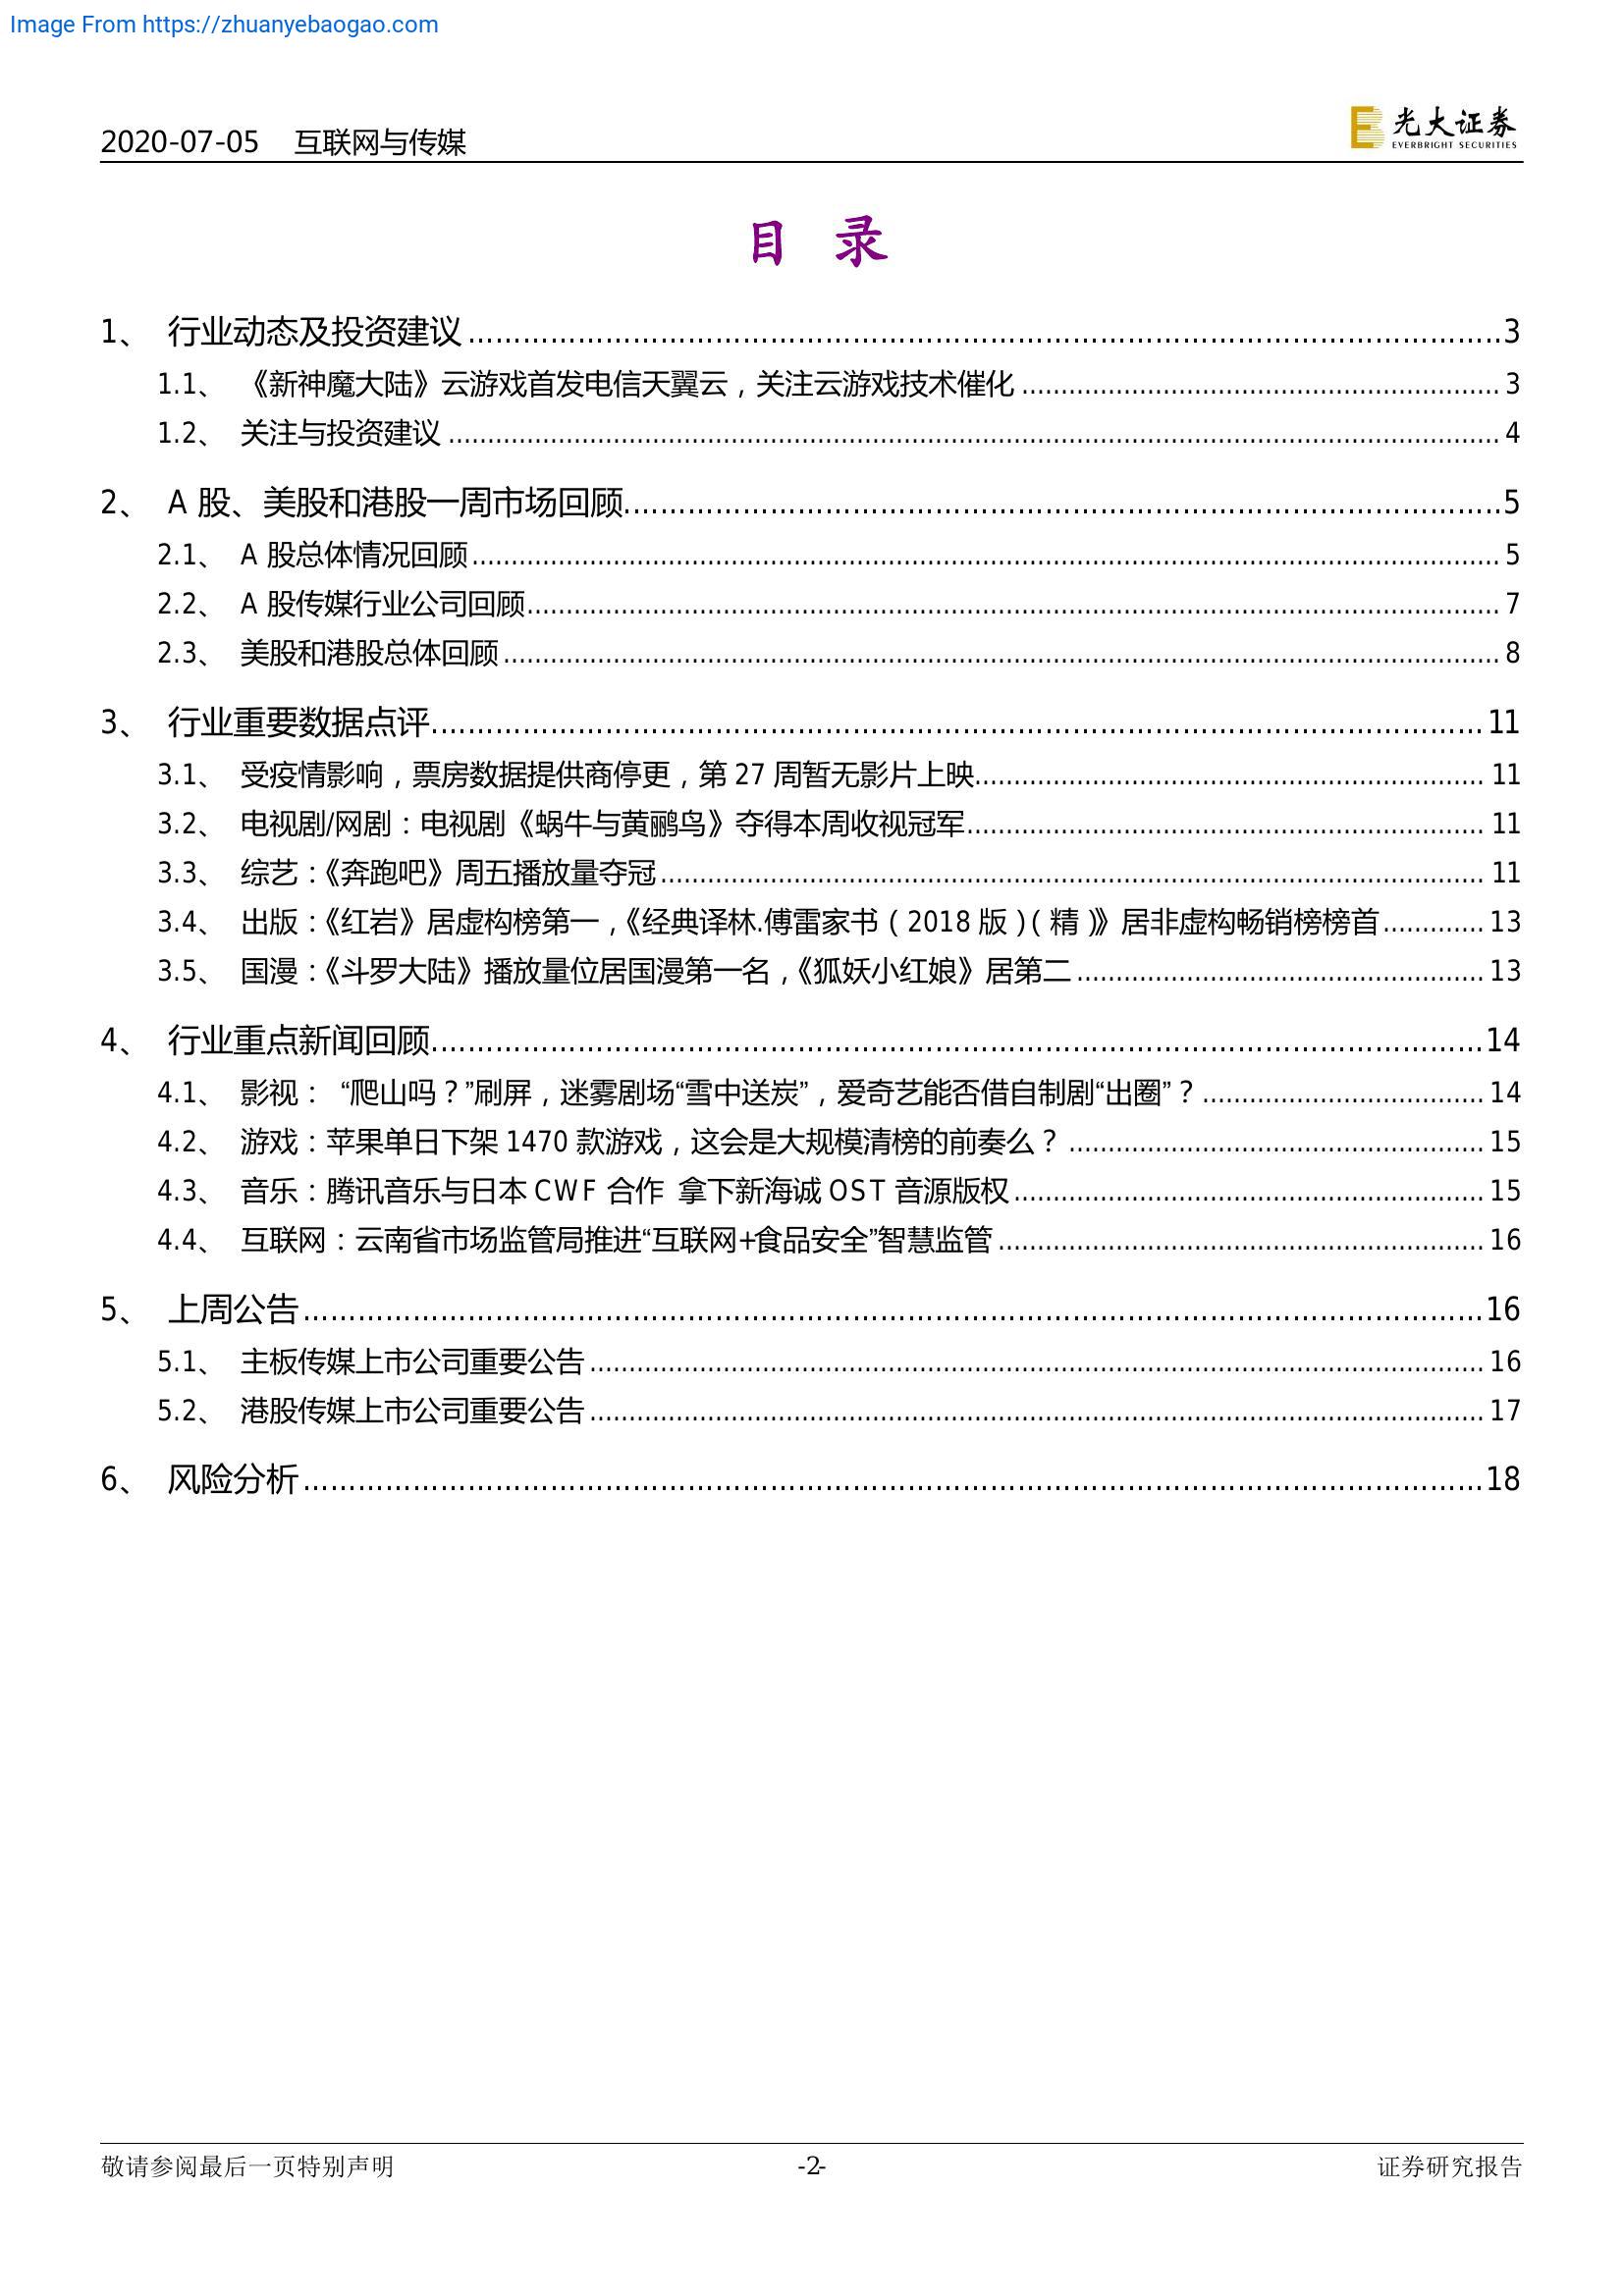 Image From https://zhuanyebaogao.com
2020-07-05 互联网与传媒
光大证券
EVERBRIGHT SECURITIES
目 录
1、 行业动态及投资建议 ........ 3
1.1、 《新神魔大陆》云游戏首发电信天翼云，关注云游戏技术催化 ........ 3
1.2、 关注与投资建议 ........ 4
2、 A 股、美股和港股一周市场回顾 ........ 5
2.1、 A 股总体情况回顾 ........ 5
2.2、 A 股传媒行业公司回顾 ........ 7
2.3、 美股和港股总体回顾 ........ 8
3、 行业重要数据点评 ........ 11
3.1、 受疫情影响，票房数据提供商停更，第 27 周暂无影片上映 ........ 11
3.2、 电视剧/网剧：电视剧《蜗牛与黄鹂鸟》夺得本周收视冠军 ........ 11
3.3、 综艺：《奔跑吧》周五播放量夺冠 ........ 11
3.4、 出版：《红岩》居虚构榜第一，《经典译林.傅雷家书（2018 版）（精）》居非虚构畅销榜榜首 ........ 13
3.5、 国漫：《斗罗大陆》播放量位居国漫第一名，《狐妖小红娘》居第二 ........ 13
4、 行业重点新闻回顾 ........ 14
4.1、 影视： “爬山吗？”刷屏，迷雾剧场“雪中送炭”，爱奇艺能否借自制剧“出圈”？ ........ 14
4.2、 游戏：苹果单日下架 1470 款游戏，这会是大规模清榜的前奏么？ ........ 15
4.3、 音乐：腾讯音乐与日本 CWF 合作 拿下新海诚 OST 音源版权 ........ 15
4.4、 互联网：云南省市场监管局推进“互联网+食品安全”智慧监管 ........ 16
5、 上周公告 ........ 16
5.1、 主板传媒上市公司重要公告 ........ 16
5.2、 港股传媒上市公司重要公告 ........ 17
6、 风险分析 ........ 18
敬请参阅最后一页特别声明 -2- 证券研究报告